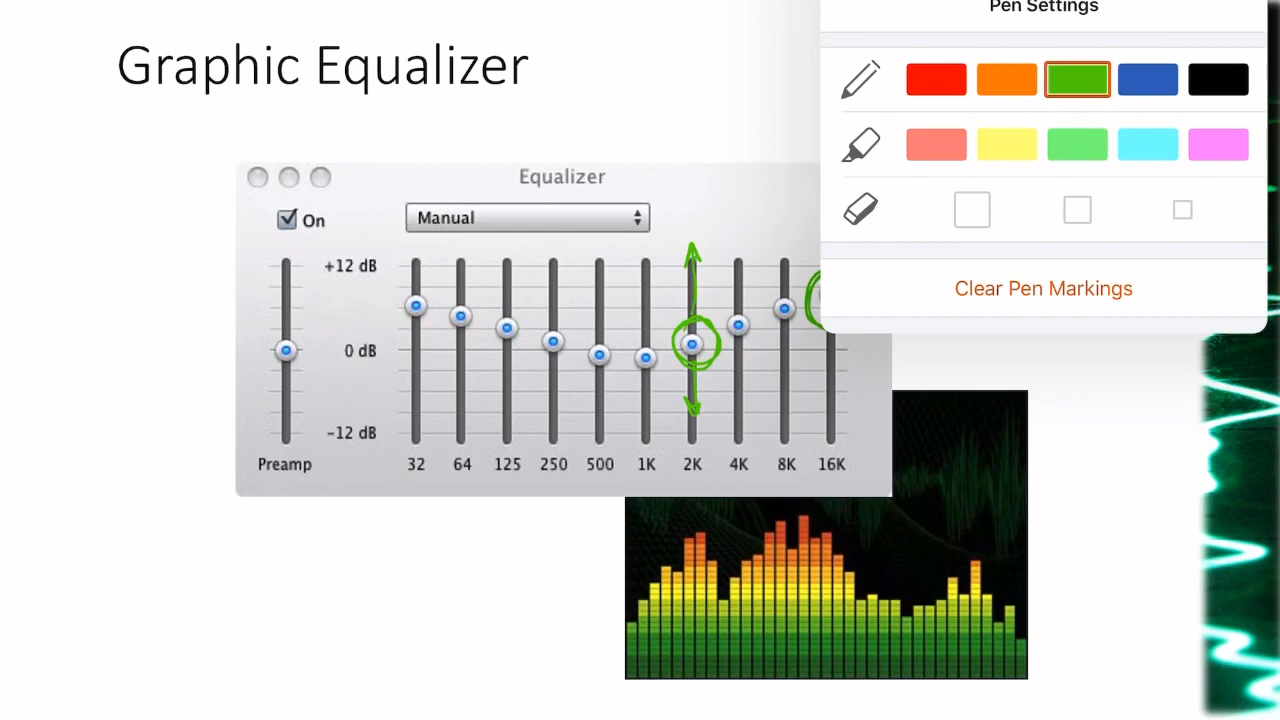 Pen Settings
Graphic Equalizer
Equalizer
On
Manual
+12 dB
0 dB
-12 dB
Preamp
32 64 125 250 500 1K 2K 4K 8K 16K
Clear Pen Markings